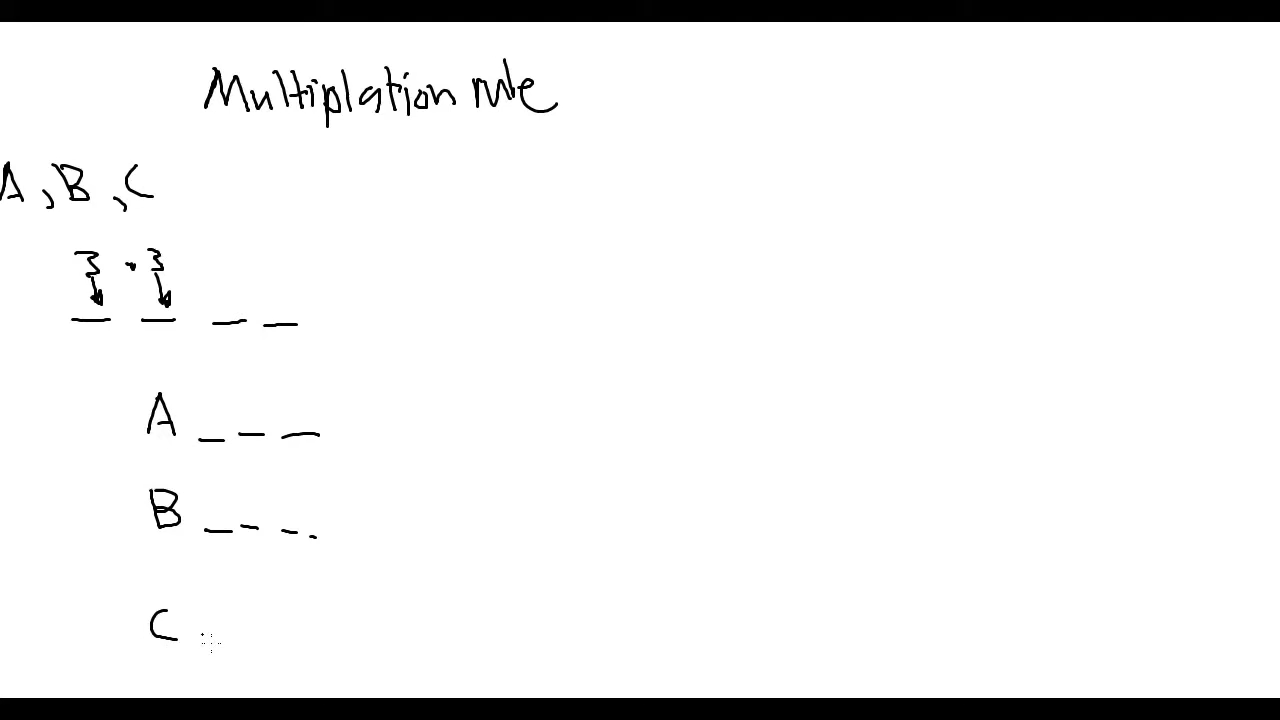 Multiplation rule
A, B, C
3 · 3
_ _ _ _
A _ _ _
B _ _ _ .
C